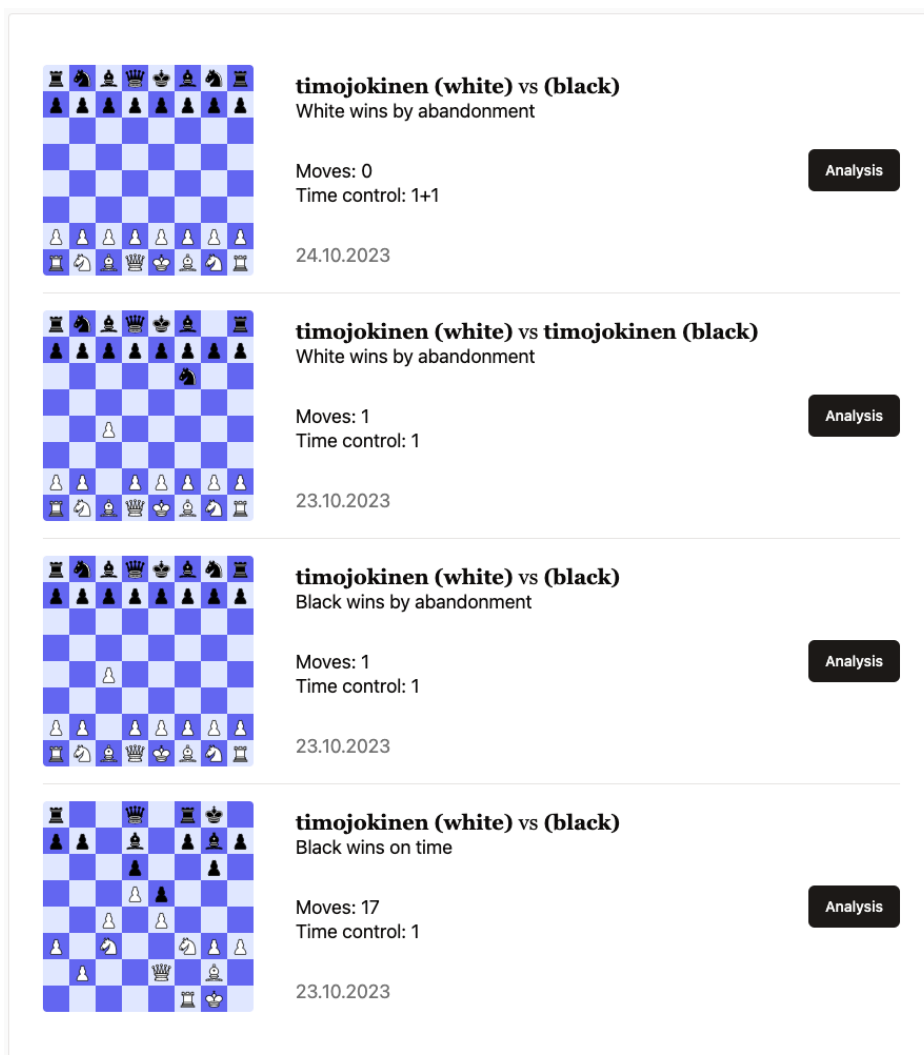 timojokinen (white) vs (black)
White wins by abandonment
Moves: 0
Time control: 1+1
Analysis
24.10.2023
timojokinen (white) vs timojokinen (black)
White wins by abandonment
Moves: 1
Time control: 1
Analysis
23.10.2023
timojokinen (white) vs (black)
Black wins by abandonment
Moves: 1
Time control: 1
Analysis
23.10.2023
timojokinen (white) vs (black)
Black wins on time
Moves: 17
Time control: 1
Analysis
23.10.2023